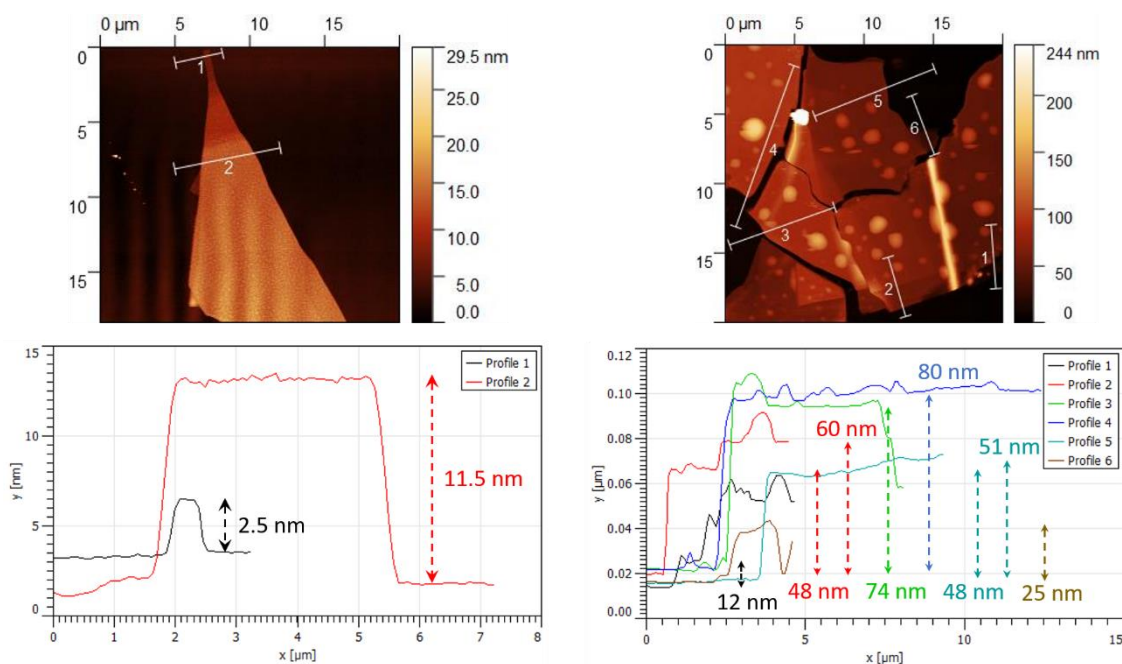 0 µm 5 10 15
0
5
10
15
1
2
29.5 nm
25.0
20.0
15.0
10.0
5.0
0.0
0 µm 5 10 15
0
5
10
15
5
6
4
3
2
1
244 nm
200
150
100
50
0
15
10
5
0
y [nm]
Profile 1
Profile 2
11.5 nm
2.5 nm
0 1 2 3 4 5 6 7 8
x [µm]
0.12
0.10
0.08
0.06
0.04
0.02
0.00
y [µm]
Profile 1
Profile 2
Profile 3
Profile 4
Profile 5
Profile 6
80 nm
60 nm
51 nm
12 nm
48 nm
74 nm
48 nm
25 nm
0 5 10 15
x [µm]